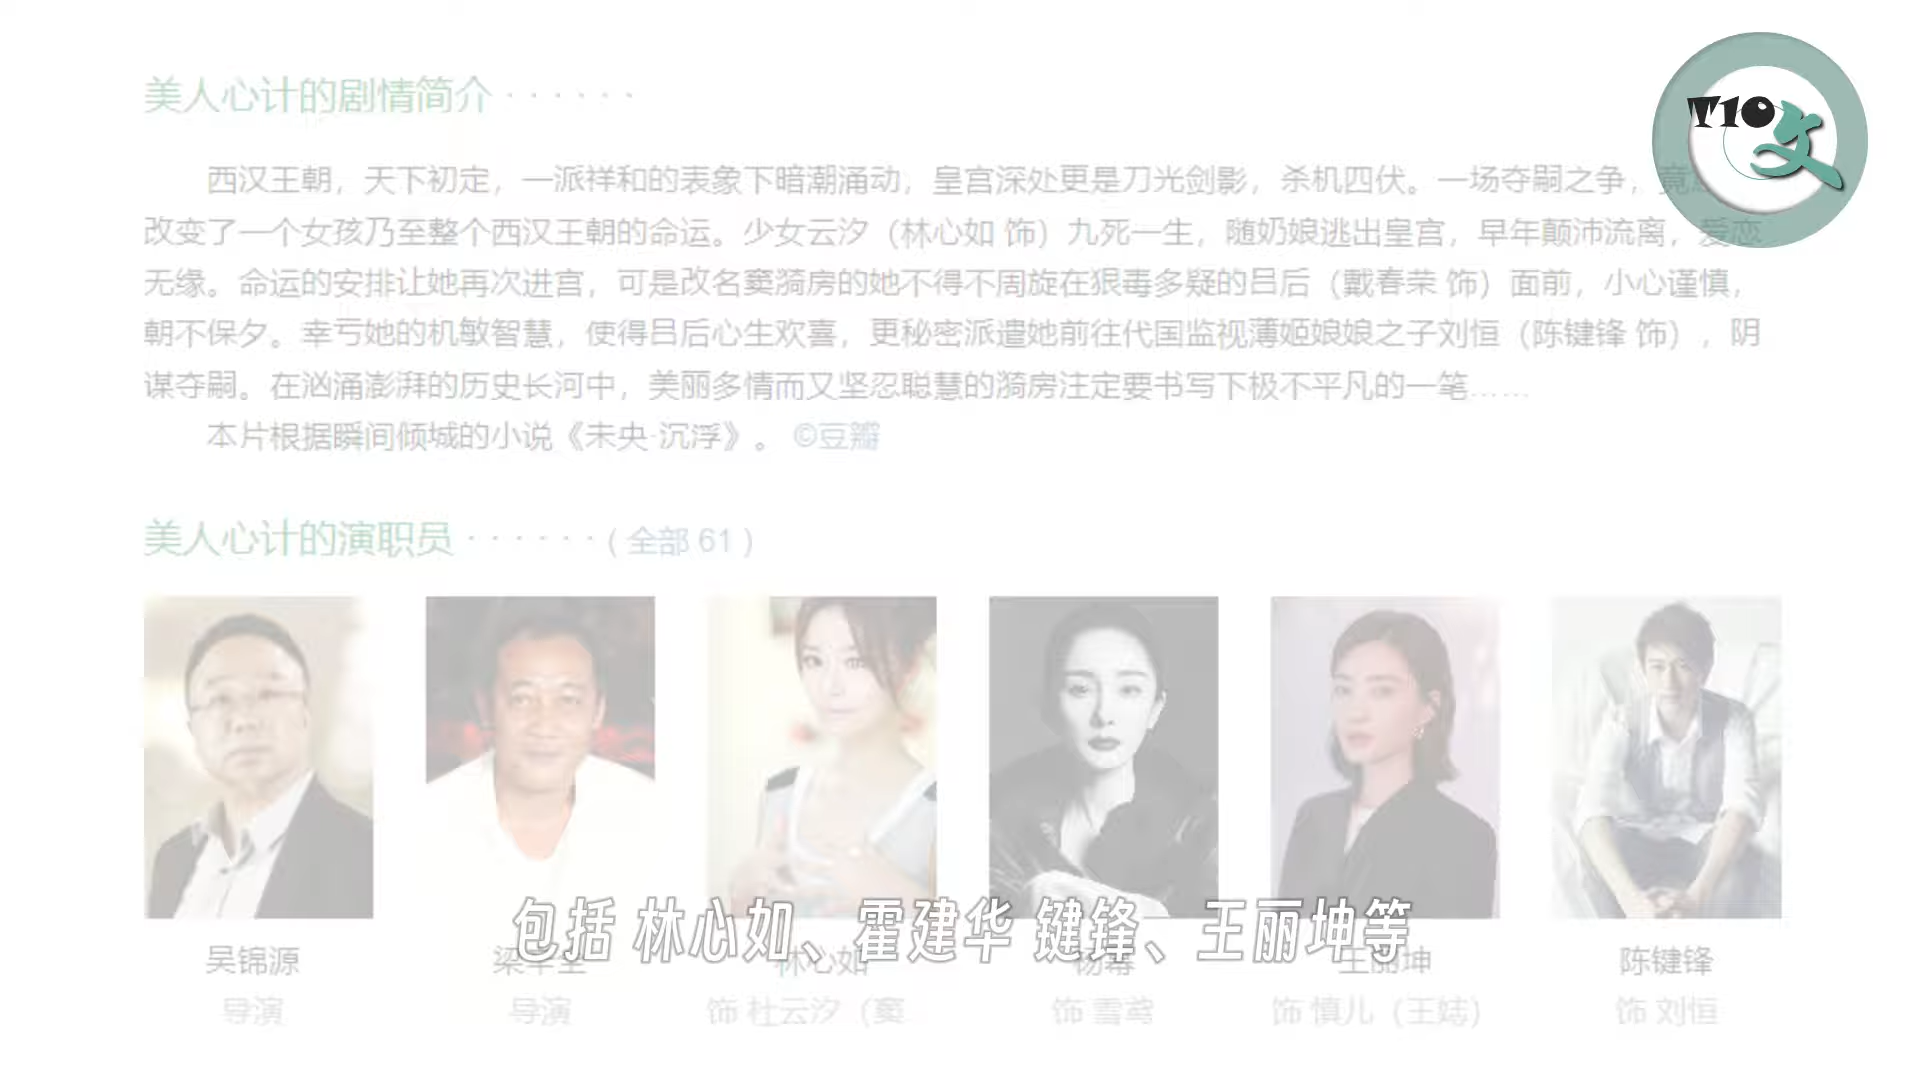 美人心计的剧情简介 · · · · · ·
T10文
西汉王朝，天下初定，一派祥和的表象下暗潮涌动，皇宫深处更是刀光剑影，杀机四伏。一场夺嗣之争，竟
改变了一个女孩乃至整个西汉王朝的命运。少女云汐（林心如 饰）九死一生，随奶娘逃出皇宫，早年颠沛流离，爱恋
无缘。命运的安排让她再次进宫，可是改名窦漪房的她不得不周旋在狠毒多疑的吕后（戴春荣 饰）面前，小心谨慎，
朝不保夕。幸亏她的机敏智慧，使得吕后心生欢喜，更秘密派遣她前往代国监视薄姬娘娘之子刘恒（陈键锋 饰），阴
谋夺嗣。在汹涌澎湃的历史长河中，美丽多情而又坚忍聪慧的漪房注定要书写下极不平凡的一笔……
本片根据瞬间倾城的小说《未央·沉浮》。 ©豆瓣
美人心计的演职员 · · · · · ·（ 全部 61 ）
包括 林心如、霍建华 键锋、王丽坤等
吴锦源
林心如
杨幂
王丽坤
陈键锋
导演
导演
饰 杜云汐（窦
饰 雪鸢
饰 慎儿（王娡）
饰 刘恒